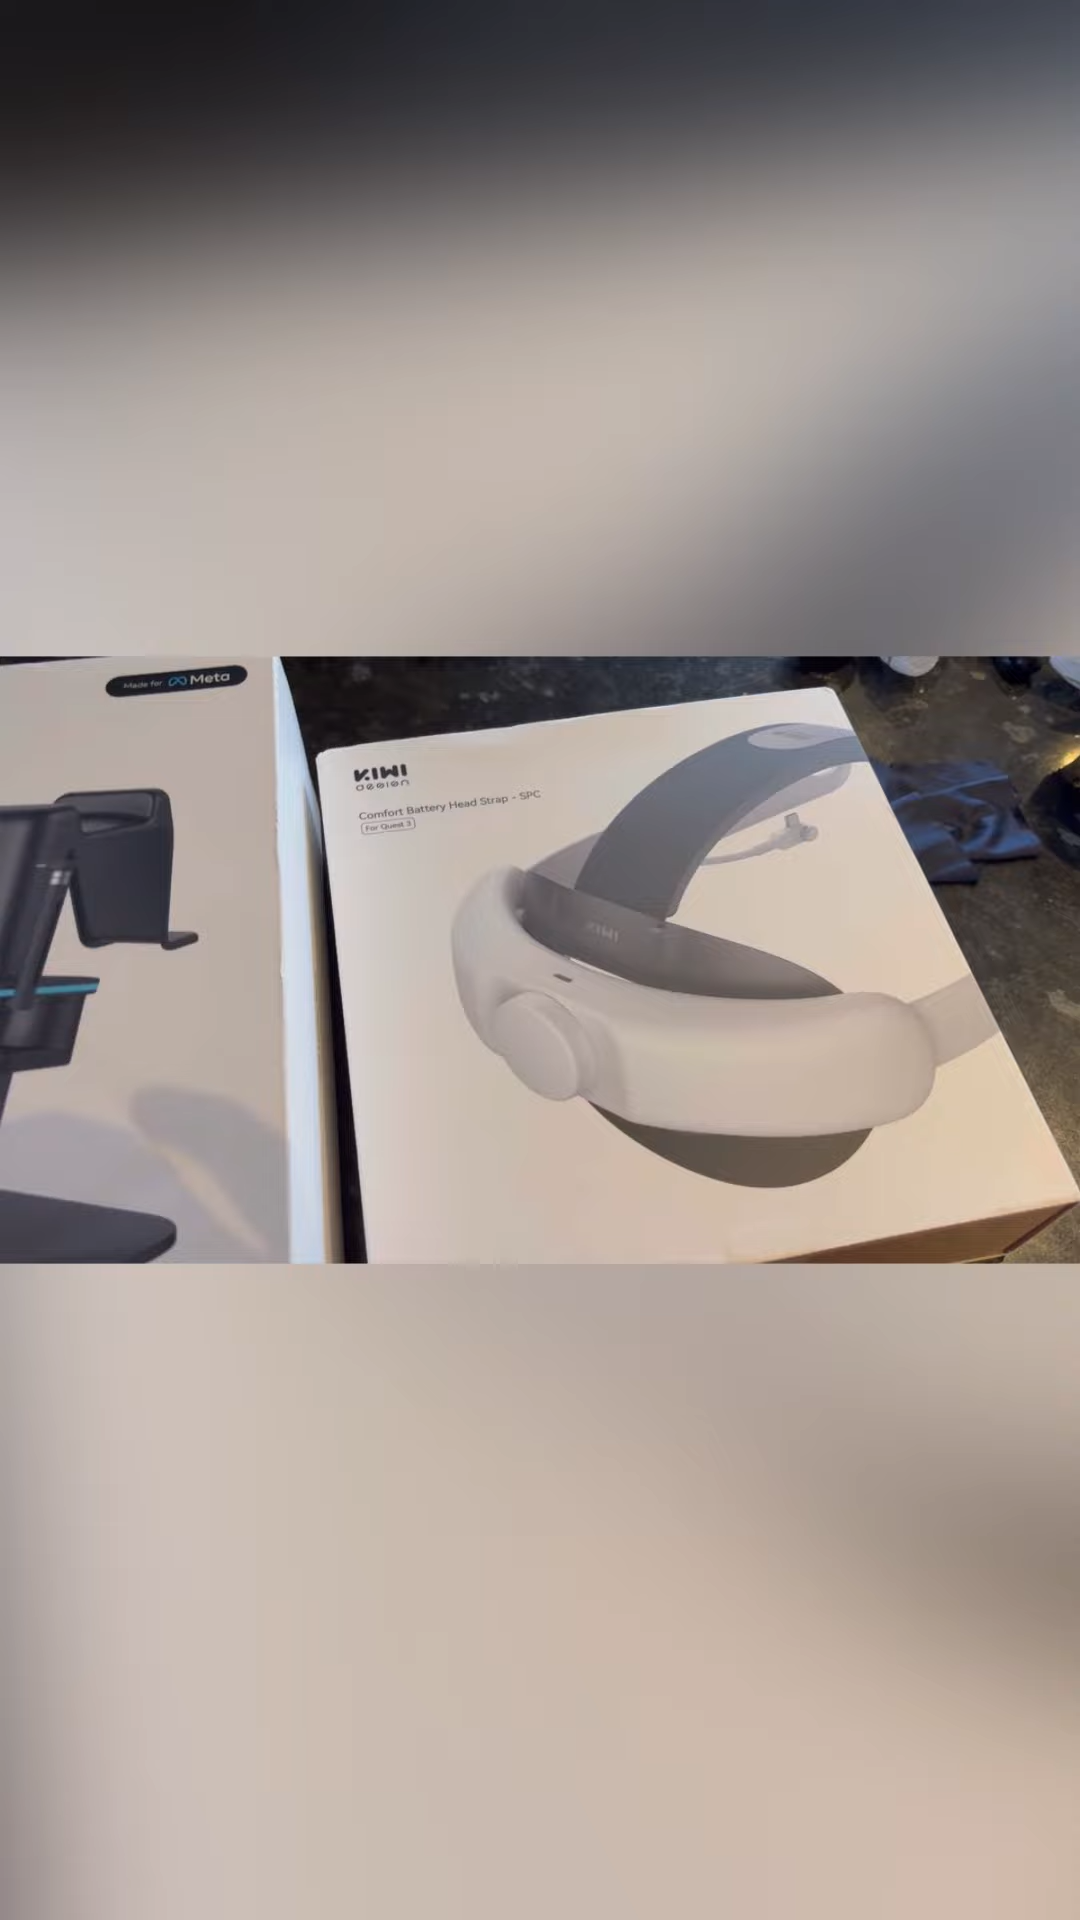 Made for Meta
KIWI
design
Comfort Battery Head Strap - SPC
For Quest 3
KIWI